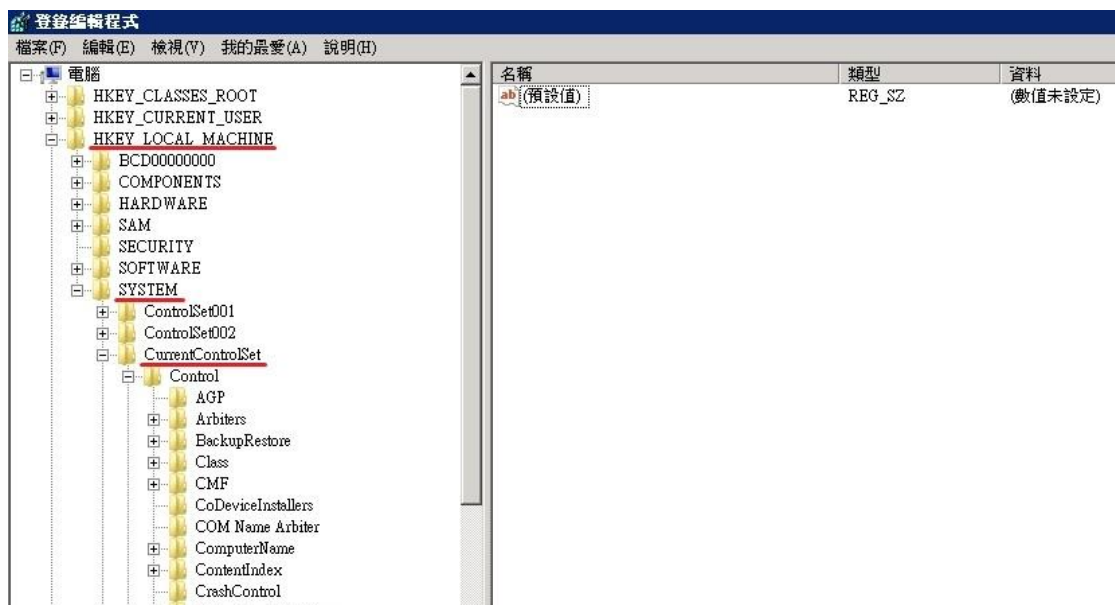 登錄編輯程式
檔案(F) 編輯(E) 檢視(V) 我的最愛(A) 說明(H)
電腦
HKEY_CLASSES_ROOT
HKEY_CURRENT_USER
HKEY_LOCAL_MACHINE
BCD00000000
COMPONENTS
HARDWARE
SAM
SECURITY
SOFTWARE
SYSTEM
ControlSet001
ControlSet002
CurrentControlSet
Control
AGP
Arbiters
BackupRestore
Class
CMF
CoDeviceInstallers
COM Name Arbiter
ComputerName
ContentIndex
CrashControl
名稱 類型 資料
ab (預設值) REG_SZ (數值未設定)